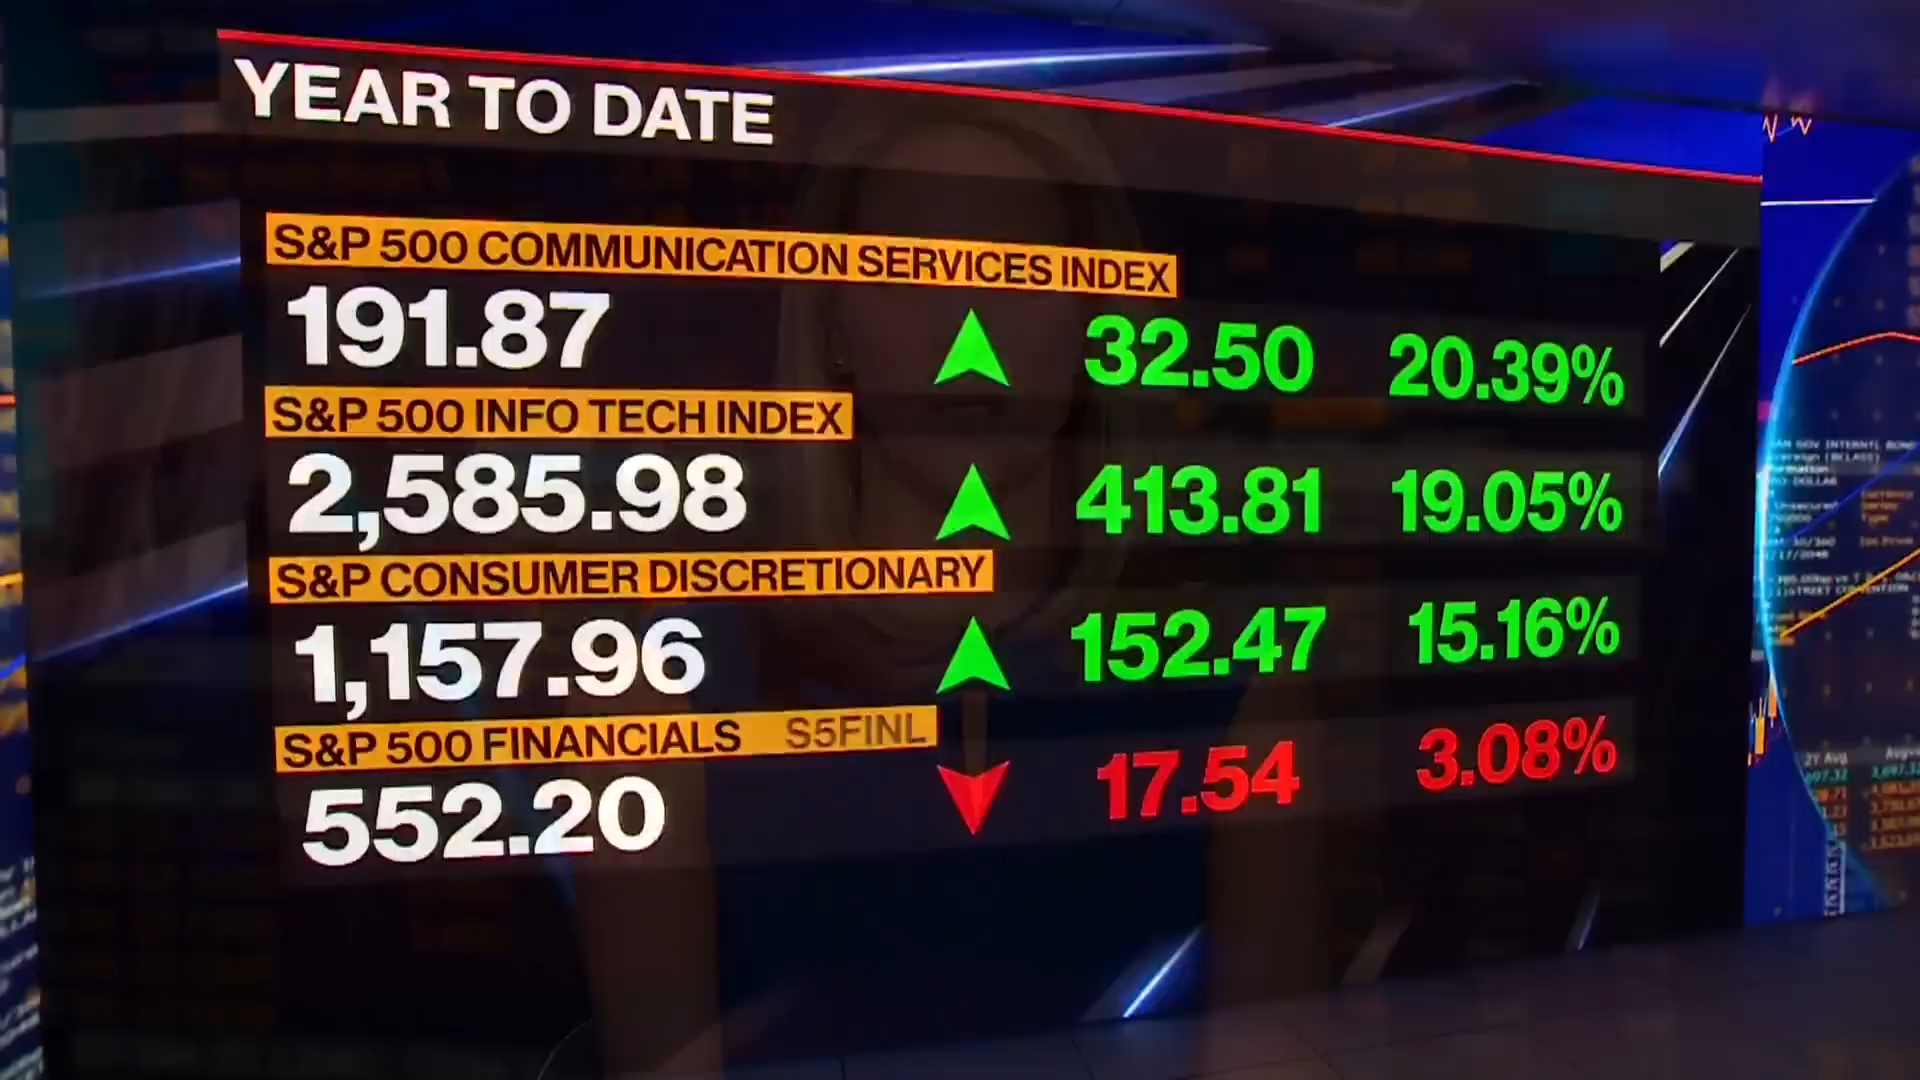 YEAR TO DATE
S&P 500 COMMUNICATION SERVICES INDEX
191.87 32.50 20.39%
S&P 500 INFO TECH INDEX
2,585.98 413.81 19.05%
S&P CONSUMER DISCRETIONARY
1,157.96 152.47 15.16%
S&P 500 FINANCIALS S5FINL
552.20 17.54 3.08%